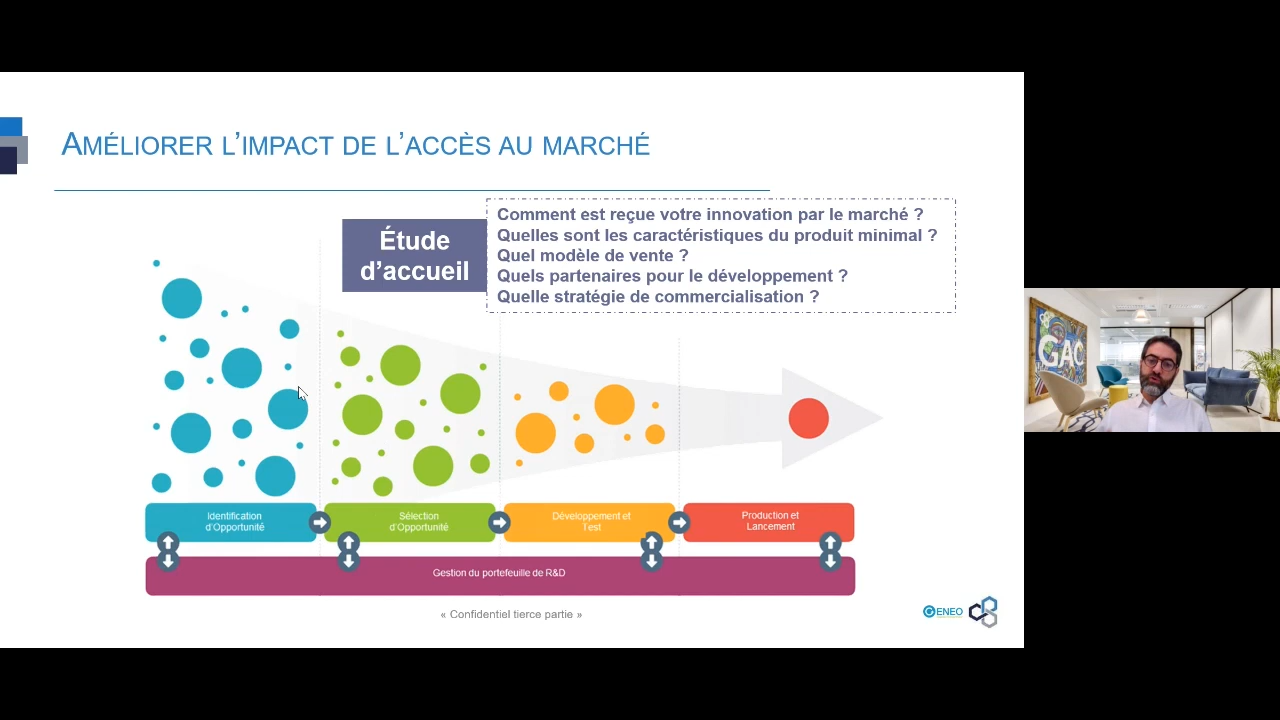 AMÉLIORER L’IMPACT DE L’ACCÈS AU MARCHÉ
Étude
d’accueil
Comment est reçue votre innovation par le marché ?
Quelles sont les caractéristiques du produit minimal ?
Quel modèle de vente ?
Quels partenaires pour le développement ?
Quelle stratégie de commercialisation ?
GAC
Identification
d’Opportunité
Sélection
d’Opportunité
Développement et
Test
Production et
Lancement
Gestion du portefeuille de R&D
« Confidentiel tierce partie »
GENEO